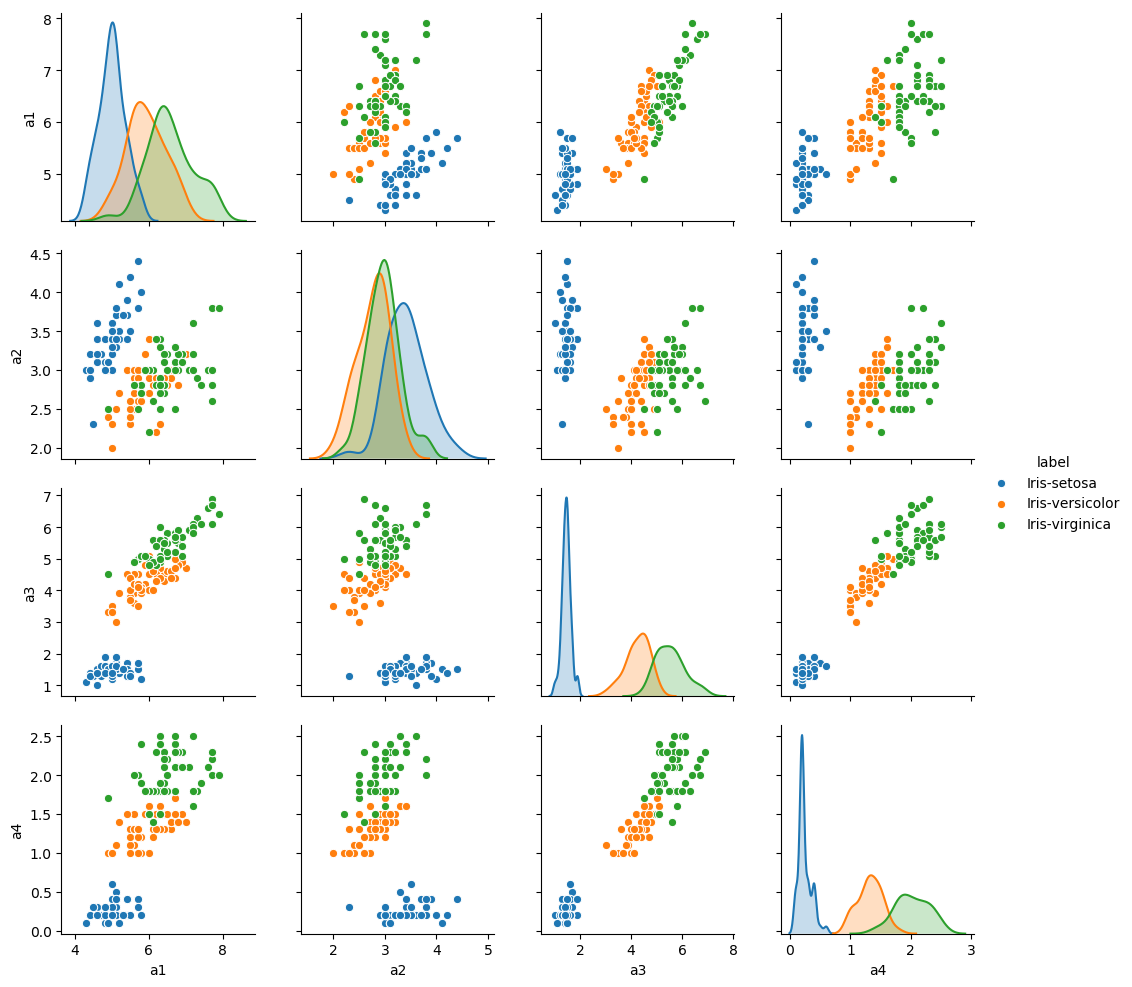 8
7
6
5
a1
4.5
4.0
3.5
3.0
2.5
2.0
a2
7
6
5
4
3
2
1
a3
label
Iris-setosa
Iris-versicolor
Iris-virginica
2.5
2.0
1.5
1.0
0.5
0.0
a4
4 6 8 2 3 4 5 2 4 6 8 0 1 2 3
a1 a2 a3 a4